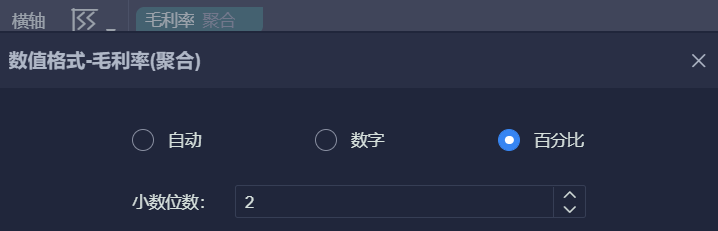 横轴 毛利率 聚合
数值格式-毛利率(聚合)
自动 数字 百分比
小数位数: 2